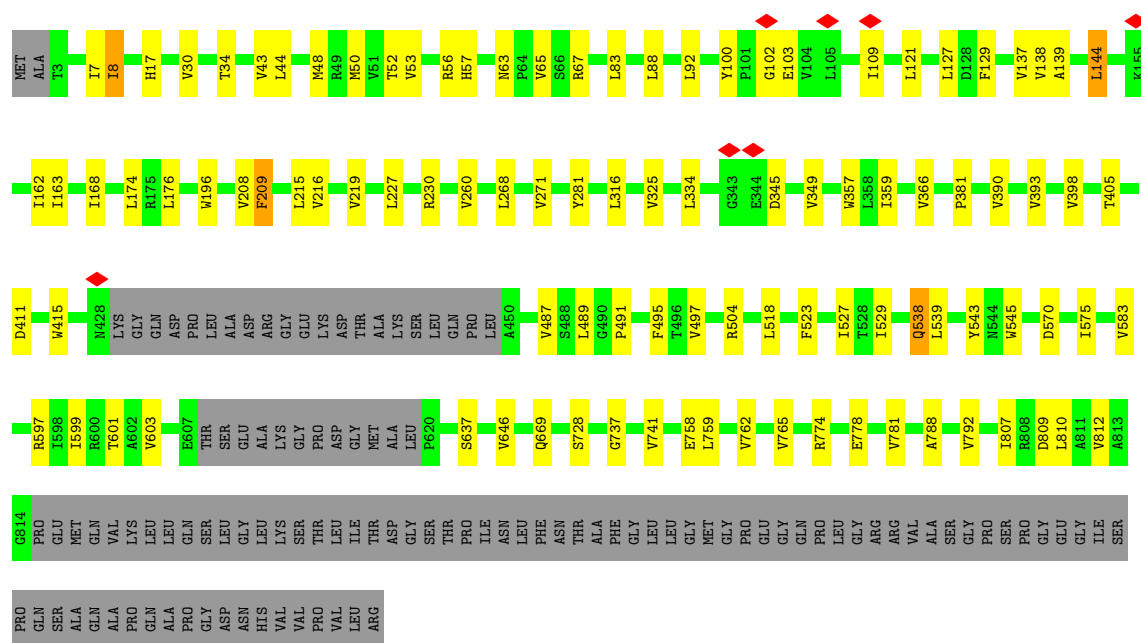 MET ALA T3 I7 I8 H17 V30 T34 V43 L44 M48 R49 M50 V51 T52 V53 R56 H57 N63 P64 V65 S66 R67 L83 L88 L92 Y100 P101 G102 E103 V104 L105 I109 L121 L127 D128 F129 V137 V138 A139 L144 K155
I162 I163 I168 L174 R175 L176 W196 V208 F209 L215 V216 V219 L227 R230 V260 L268 V271 Y281 L316 V325 L334 G343 E344 D345 V349 W357 L358 I359 V366 P381 V390 V393 V398 T405
D411 W415 N428 LYS GLY GLN ASP PRO LEU ALA ASP ARG GLY GLU LYS ASP THR ALA LYS SER LEU GLN PRO LEU A450 V487 S488 L489 G490 P491 F495 T496 V497 R504 L518 F523 I527 T528 I529 Q538 L539 Y543 N544 W545 D570 I575 V583
R597 I598 I599 R600 T601 A602 V603 E607 THR SER GLU ALA LYS GLY PRO ASP GLY MET ALA LEU P620 S637 V646 Q669 S728 G737 V741 E758 L759 V762 V765 R774 E778 V781 A788 V792 I807 R808 D809 L810 A811 V812 A813
G814 PRO GLU MET GLN VAL LYS LEU LEU GLN SER LEU GLY LEU LYS SER THR LEU ILE THR ASP GLY SER THR PRO ILE ASN LEU PHE ASN THR ALA PHE GLY LEU LEU GLY MET GLY PRO GLU GLY GLN PRO LEU GLY ARG ARG VAL ALA SER GLY PRO SER PRO GLY GLU GLY ILE SER
PRO GLN SER ALA GLN ALA PRO GLN ALA PRO GLY ASP ASN HIS VAL VAL PRO VAL LEU ARG